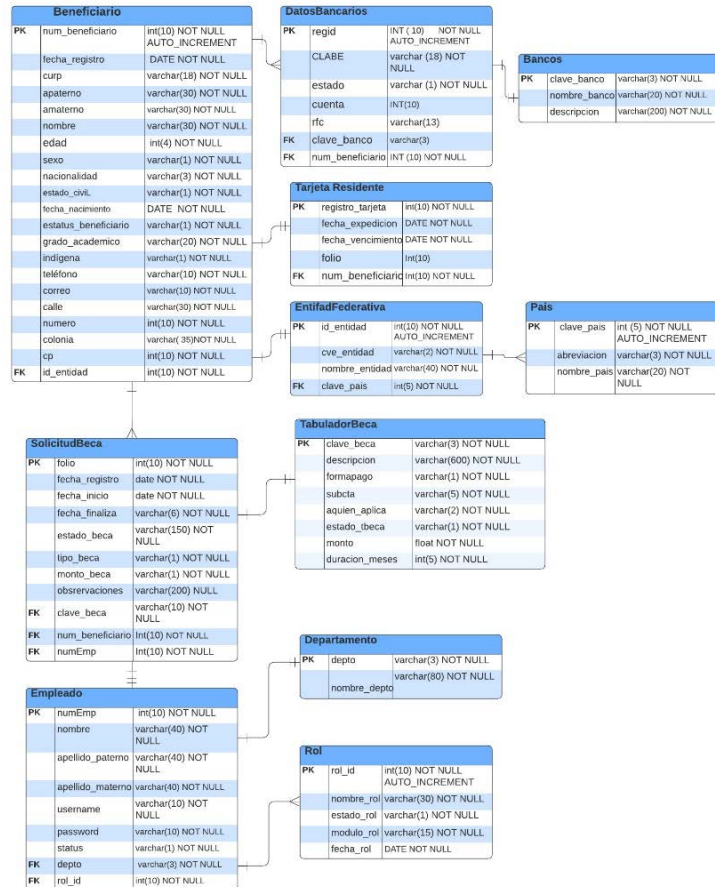 Beneficiario
PK num_beneficiario int(10) NOT NULL
AUTO_INCREMENT
fecha_registro DATE NOT NULL
curp varchar(18) NOT NULL
apaterno varchar(30) NOT NULL
amaterno varchar(30) NOT NULL
nombre varchar(30) NOT NULL
edad int(4) NOT NULL
sexo varchar(1) NOT NULL
nacionalidad varchar(3) NOT NULL
estado_civiL varchar(1) NOT NULL
fecha_nacimiento DATE NOT NULL
estatus_beneficiario varchar(1) NOT NULL
grado_academico varchar(20) NOT NULL
indígena varchar(1) NOT NULL
teléfono varchar(10) NOT NULL
correo varchar(10) NOT NULL
calle varchar(30) NOT NULL
numero int(10) NOT NULL
colonia varchar( 35)NOT NULL
cp int(10) NOT NULL
FK id_entidad int(10) NOT NULL
DatosBancarios
PK regid INT ( 10) NOT NULL
AUTO_INCREMENT
CLABE varchar (18) NOT
NULL
estado varchar (1) NOT NULL
cuenta INT(10)
rfc varchar(13)
FK clave_banco varchar(3)
FK num_beneficiario INT (10) NOT NULL
Bancos
PK clave_banco varchar(3) NOT NULL
nombre_banco varchar(20) NOT NULL
descripcion varchar(200) NOT NULL
Tarjeta Residente
PK registro_tarjeta int(10) NOT NULL
fecha_expedicion DATE NOT NULL
fecha_vencimiento DATE NOT NULL
folio Int(10)
FK num_beneficiario Int(10) NOT NULL
EntifadFederativa
PK id_entidad int(10) NOT NULL
AUTO_INCREMENT
cve_entidad varchar(2) NOT NULL
nombre_entidad varchar(40) NOT NUL
FK clave_pais int(5) NOT NULL
Pais
PK clave_pais int (5) NOT NULL
AUTO_INCREMENT
abreviacion varchar(3) NOT NULL
nombre_pais varchar(20) NOT
NULL
SolicitudBeca
PK folio int(10) NOT NULL
fecha_registro date NOT NULL
fecha_inicio date NOT NULL
fecha_finaliza varchar(6) NOT NULL
estado_beca varchar(150) NOT
NULL
tipo_beca varchar(1) NOT NULL
monto_beca varchar(1) NOT NULL
obsrervaciones varchar(200) NULL
FK clave_beca varchar(10) NOT
NULL
FK num_beneficiario Int(10) NOT NULL
FK numEmp Int(10) NOT NULL
TabuladorBeca
PK clave_beca varchar(3) NOT NULL
descripcion varchar(600) NOT NULL
formapago varchar(1) NOT NULL
subcta varchar(5) NOT NULL
aquien_aplica varchar(2) NOT NULL
estado_tbeca varchar(1) NOT NULL
monto float NOT NULL
duracion_meses int(5) NOT NULL
Departamento
PK depto varchar(3) NOT NULL
varchar(80) NOT NULL
nombre_depto
Empleado
PK numEmp int(10) NOT NULL
nombre varchar(40) NOT
NULL
apellido_paterno varchar(40) NOT
NULL
apellido_materno varchar(40) NOT NULL
username varchar(10) NOT
NULL
password varchar(10) NOT NULL
status varchar(1) NOT NULL
FK depto varchar(3) NOT NULL
FK rol_id int(10) NOT NULL
Rol
PK rol_id int(10) NOT NULL
AUTO_INCREMENT
nombre_rol varchar(30) NOT NULL
estado_rol varchar(1) NOT NULL
modulo_rol varchar(15) NOT NULL
fecha_rol DATE NOT NULL